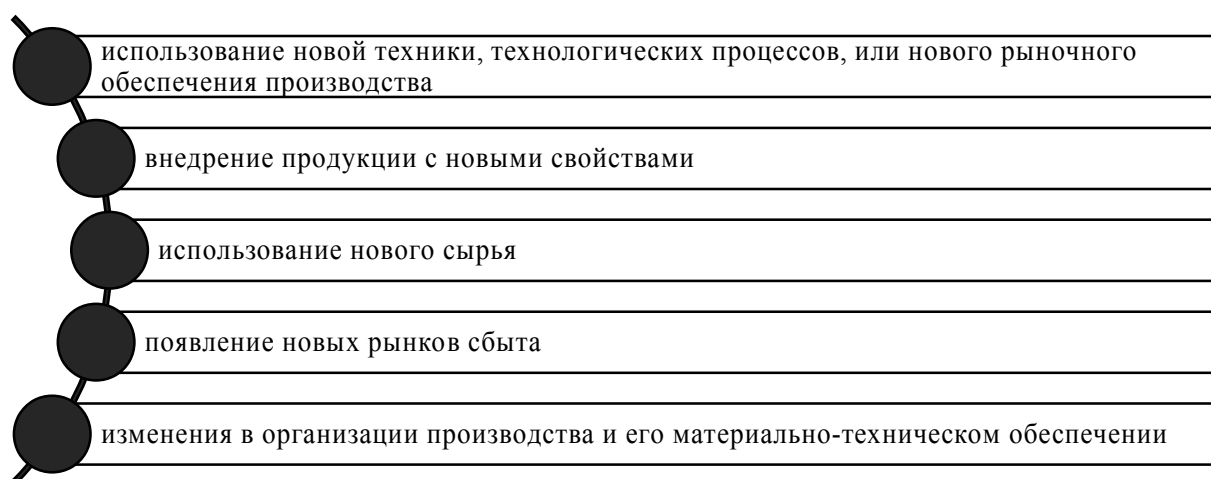 использование новой техники, технологических процессов, или нового рыночного
обеспечения производства
внедрение продукции с новыми свойствами
использование нового сырья
появление новых рынков сбыта
изменения в организации производства и его материально-техническом обеспечении